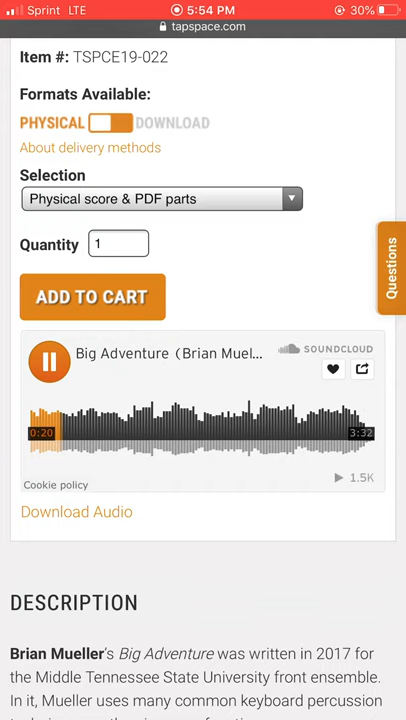 Sprint LTE 5:54 PM 30%
tapspace.com
Item #: TSPCE19-022
Formats Available:
PHYSICAL DOWNLOAD
About delivery methods
Selection
Physical score & PDF parts
Quantity 1
Questions
ADD TO CART
Big Adventure (Brian Muel... SOUNDCLOUD
0:20 3:32
1.5K
Cookie policy
Download Audio
DESCRIPTION
Brian Mueller's Big Adventure was written in 2017 for
the Middle Tennessee State University front ensemble.
In it, Mueller uses many common keyboard percussion